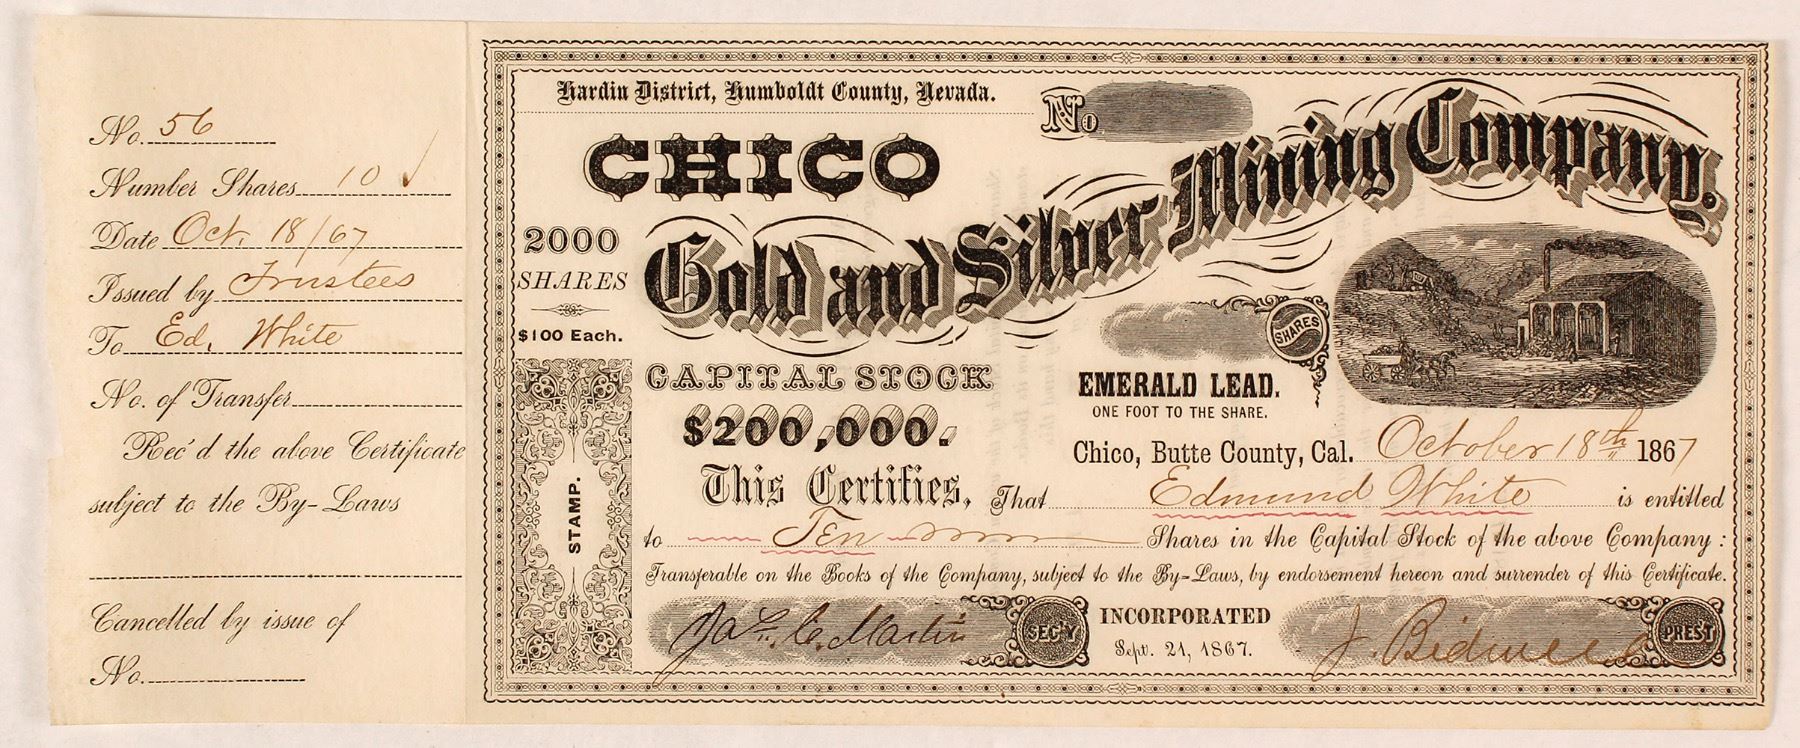 No. 56
Number Shares 10 ✓
Date Oct. 18/67
Issued by Trustees
To Ed. White
No. of Transfer
Rec'd the above Certificate
subject to the By-Laws
Cancelled by issue of
No.
Hardin District, Humboldt County, Nevada.
No
CHICO
Gold and Silver Mining Company.
2000
SHARES
$100 Each.
SHARES
CAPITAL STOCK
$200,000.
EMERALD LEAD.
ONE FOOT TO THE SHARE.
STAMP.
Chico, Butte County, Cal. October 18th 1867
This Certifies, That Edmund White is entitled
to Ten Shares in the Capital Stock of the above Company:
Transferable on the Books of the Company, subject to the By-Laws, by endorsement hereon and surrender of this Certificate.
C. Martin SEC'Y
INCORPORATED
Sept. 21, 1867.
J. Bidwell PREST